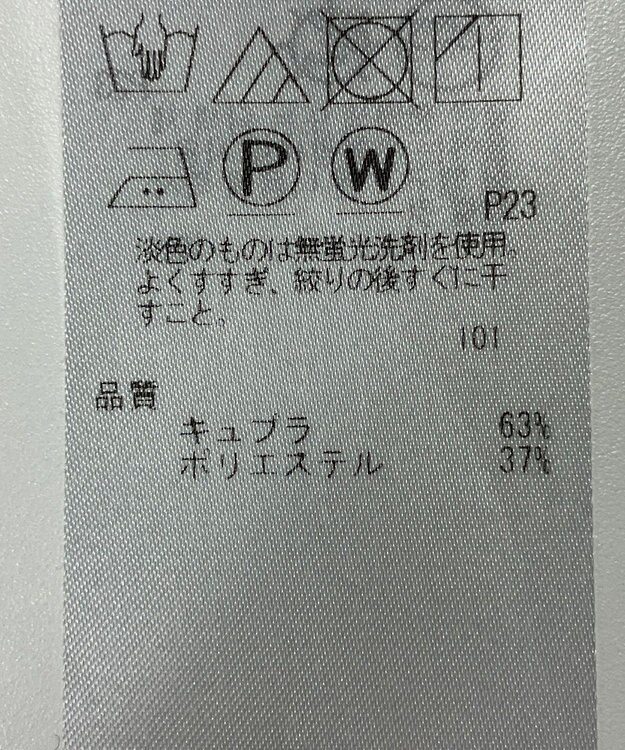 P W
P23
淡色のものは無蛍光洗剤を使用。
よくすすぎ、絞りの後すぐに干
すこと。
101
品質
キュプラ 63%
ポリエステル 37%